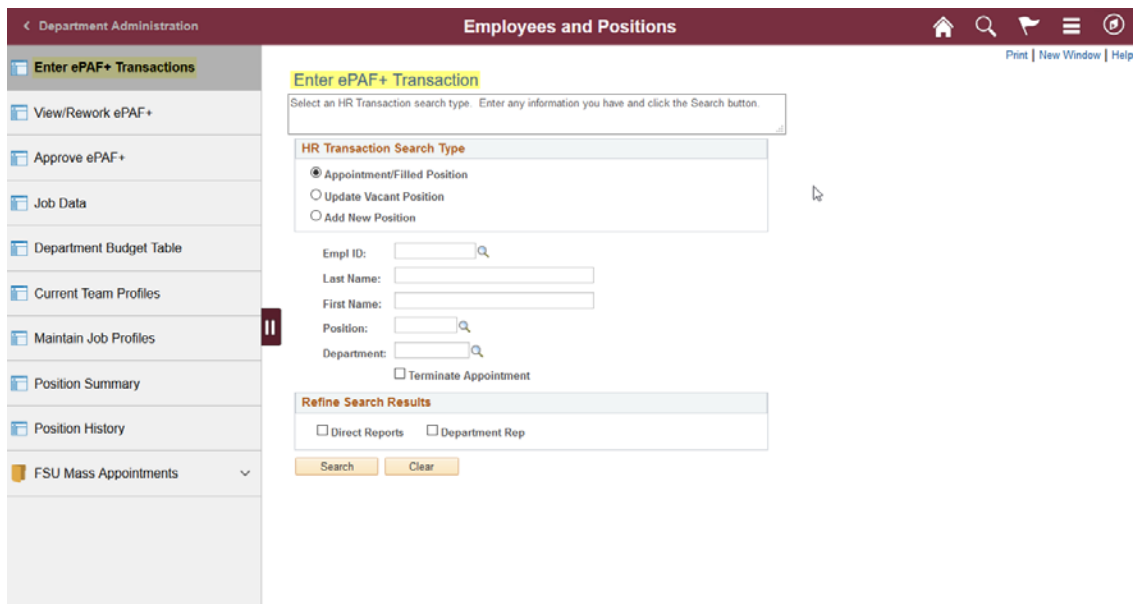 Department Administration
Employees and Positions
Print | New Window | Help
Enter ePAF+ Transactions
View/Rework ePAF+
Approve ePAF+
Job Data
Department Budget Table
Current Team Profiles
Maintain Job Profiles
Position Summary
Position History
FSU Mass Appointments
Enter ePAF+ Transaction
Select an HR Transaction search type. Enter any information you have and click the Search button.
HR Transaction Search Type
Appointment/Filled Position
Update Vacant Position
Add New Position
Empl ID:
Last Name:
First Name:
Position:
Department:
Terminate Appointment
Refine Search Results
Direct Reports Department Rep
Search Clear